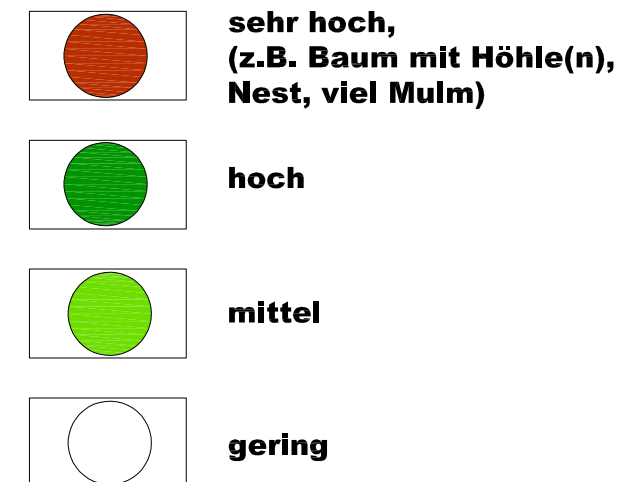 sehr hoch,
(z.B. Baum mit Höhle(n),
Nest, viel Mulm)
hoch
mittel
gering